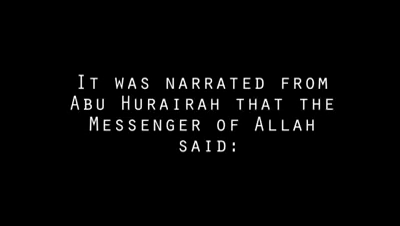 It was narrated from
Abu Hurairah that the
Messenger of Allah
said: